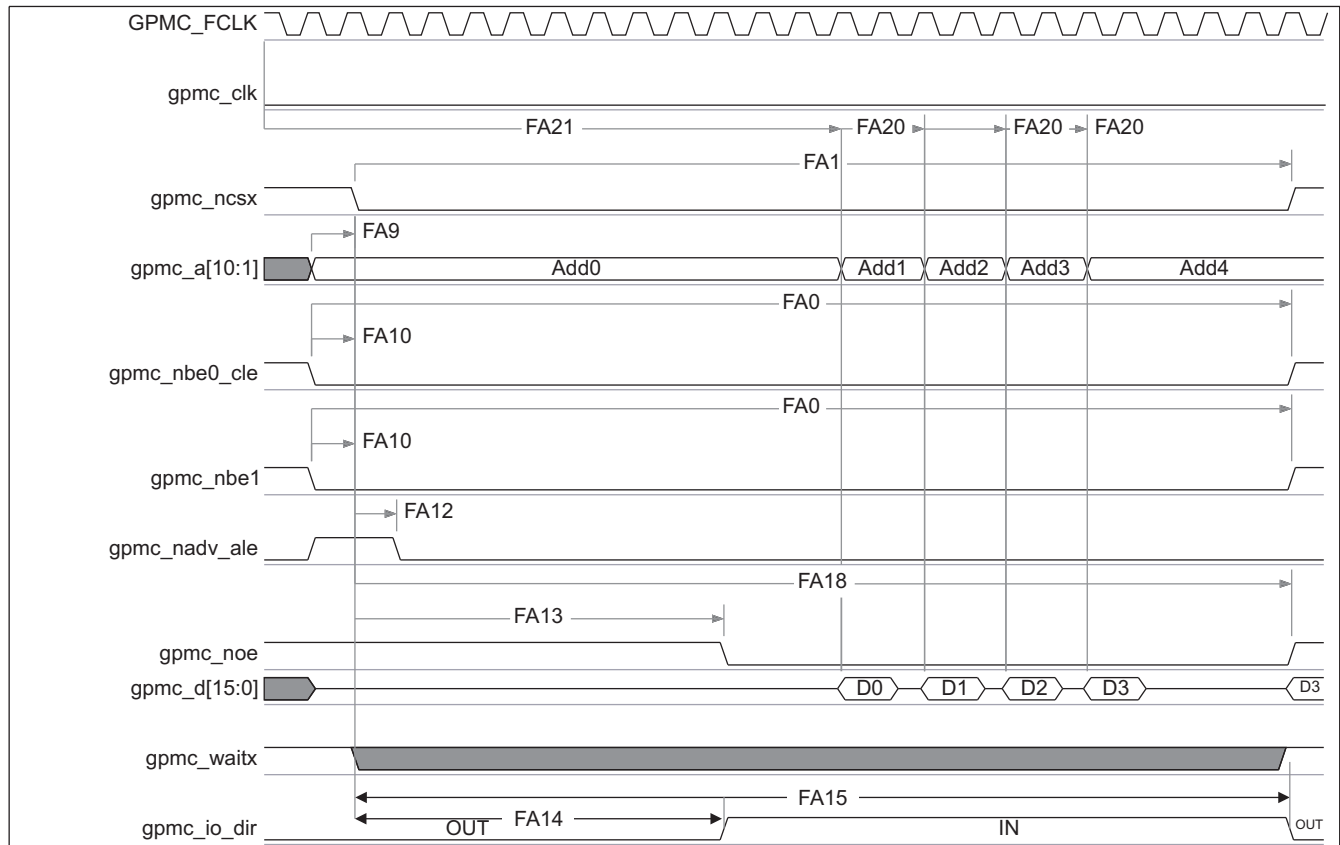 GPMC_FCLK
gpmc_clk
FA21 FA20 FA20 FA20
FA1
gpmc_ncsx
FA9
gpmc_a[10:1] Add0 Add1 Add2 Add3 Add4
FA0
FA10
gpmc_nbe0_cle
FA0
FA10
gpmc_nbe1
FA12
gpmc_nadv_ale
FA18
FA13
gpmc_noe
gpmc_d[15:0] D0 D1 D2 D3 D3
gpmc_waitx
FA15
FA14
gpmc_io_dir OUT IN OUT